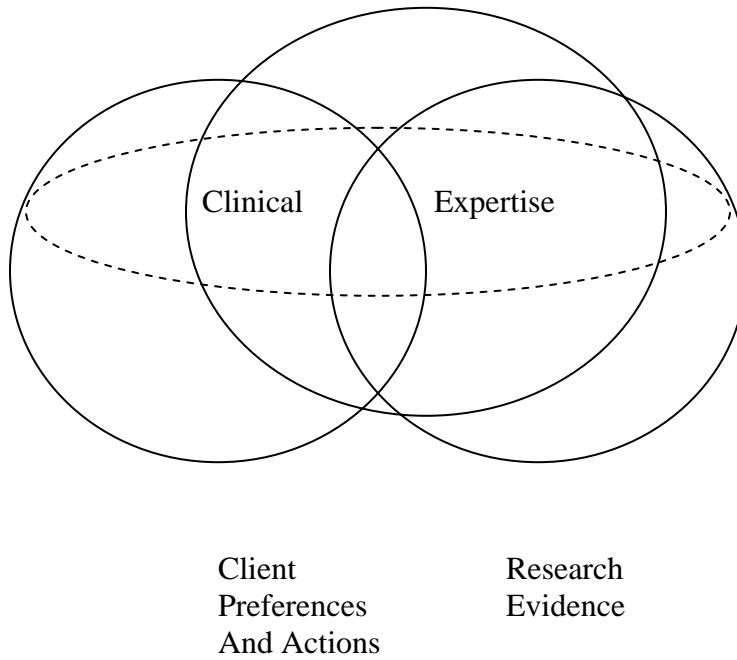 Clinical Expertise
Client
Preferences
And Actions
Research
Evidence